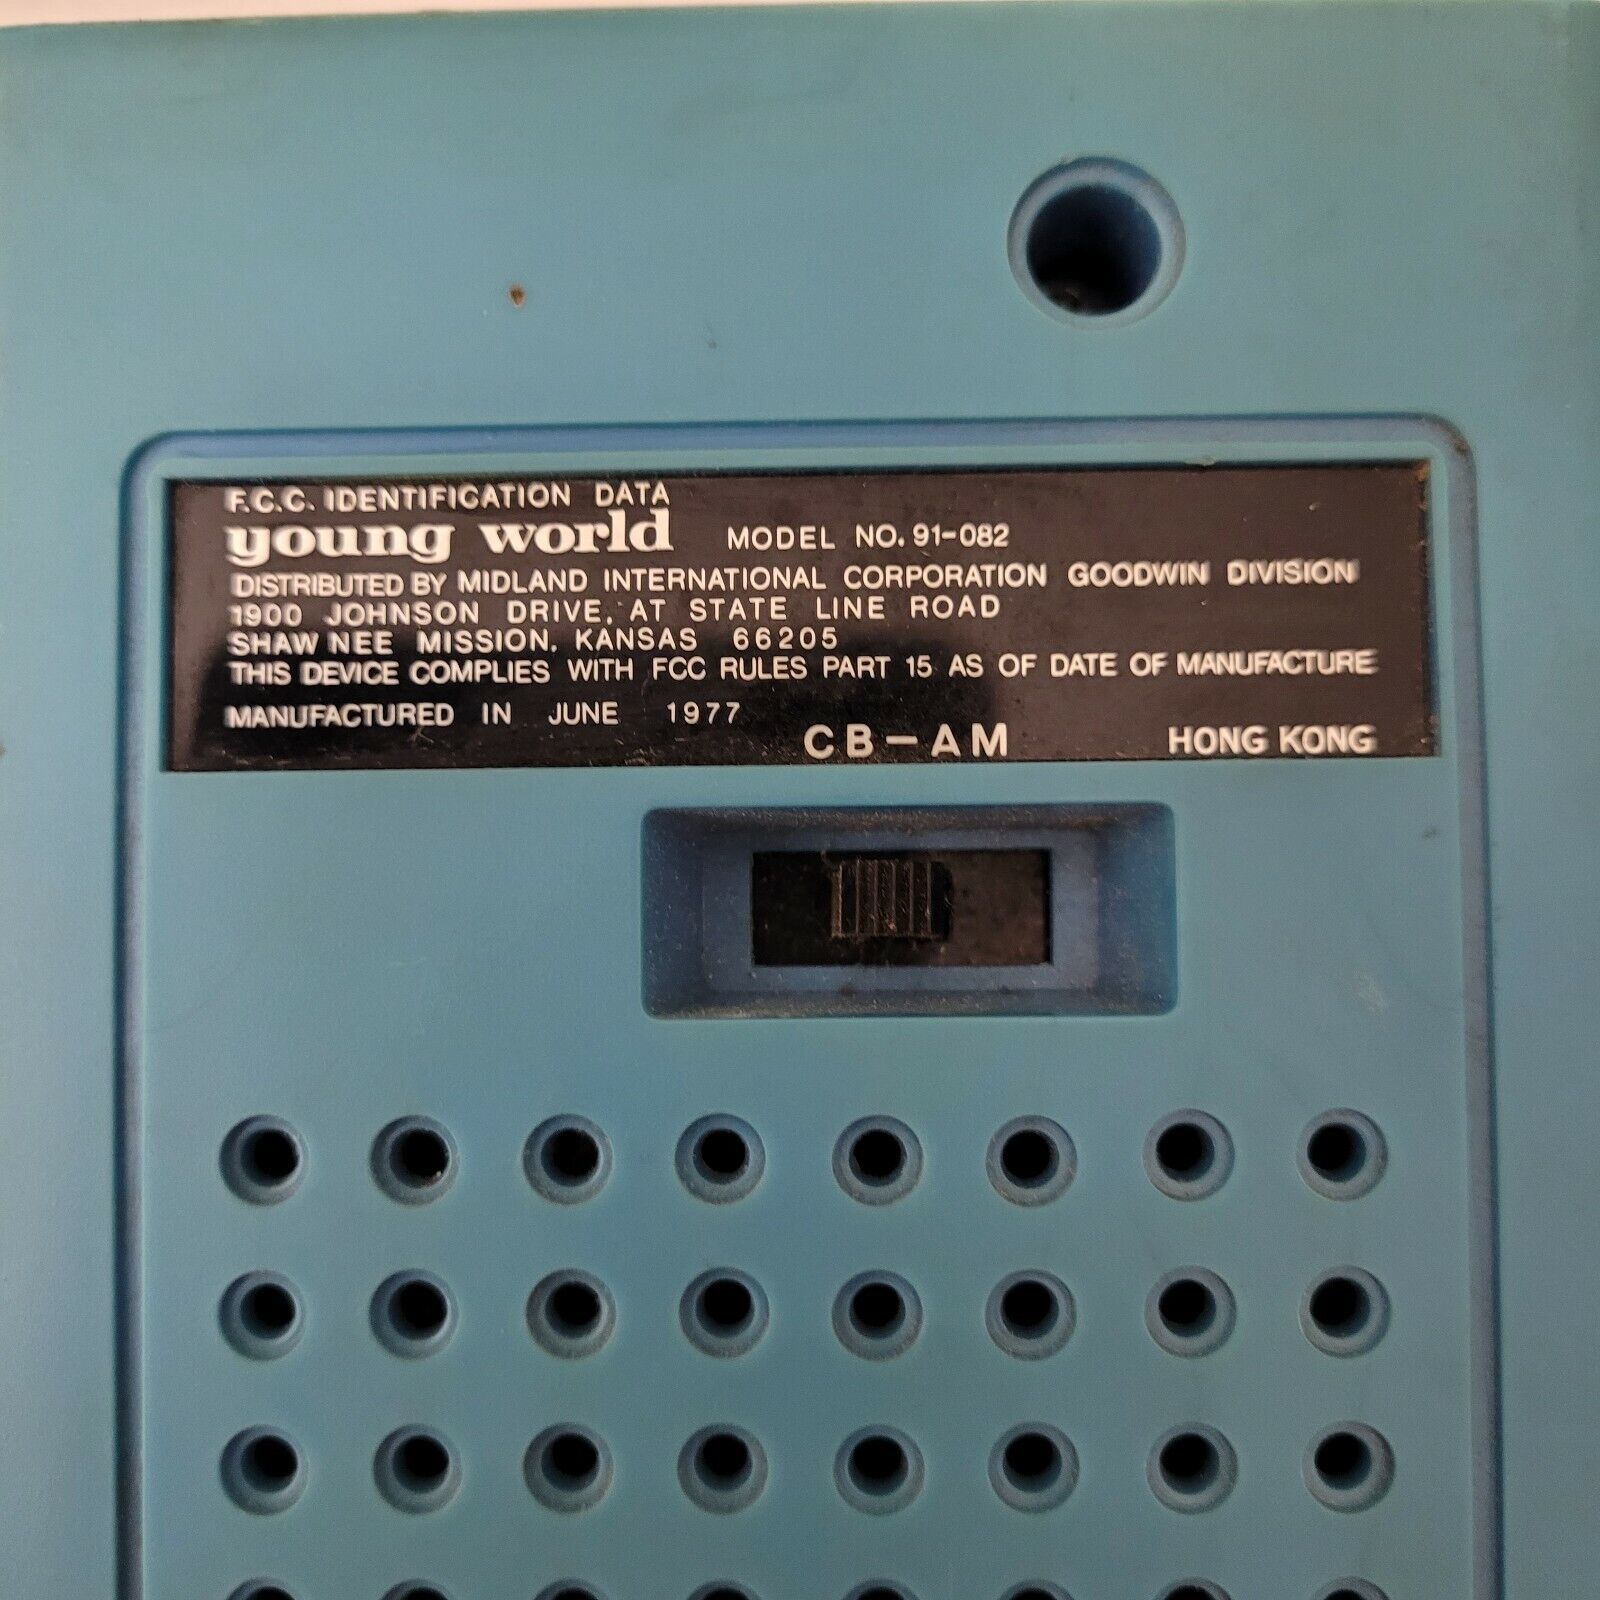 F.C.C. IDENTIFICATION DATA
young world MODEL NO. 91-082
DISTRIBUTED BY MIDLAND INTERNATIONAL CORPORATION GOODWIN DIVISION
1900 JOHNSON DRIVE, AT STATE LINE ROAD
SHAWNEE MISSION, KANSAS 66205
THIS DEVICE COMPLIES WITH FCC RULES PART 15 AS OF DATE OF MANUFACTURE
MANUFACTURED IN JUNE 1977
CB-AM HONG KONG